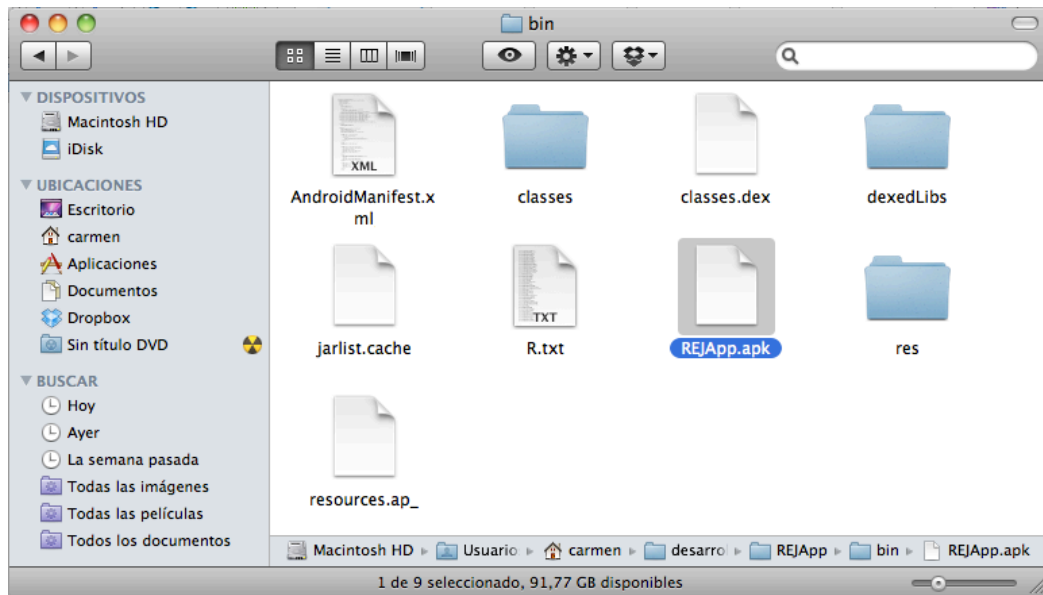 bin
DISPOSITIVOS
Macintosh HD
iDisk
UBICACIONES
Escritorio
carmen
Aplicaciones
Documentos
Dropbox
Sin título DVD
BUSCAR
Hoy
Ayer
La semana pasada
Todas las imágenes
Todas las películas
Todos los documentos
XML
AndroidManifest.x
ml
classes
classes.dex
dexedLibs
jarlist.cache
TXT
R.txt
REJApp.apk
res
resources.ap_
Macintosh HD Usuario carmen desarrol REJApp bin REJApp.apk
1 de 9 seleccionado, 91,77 GB disponibles